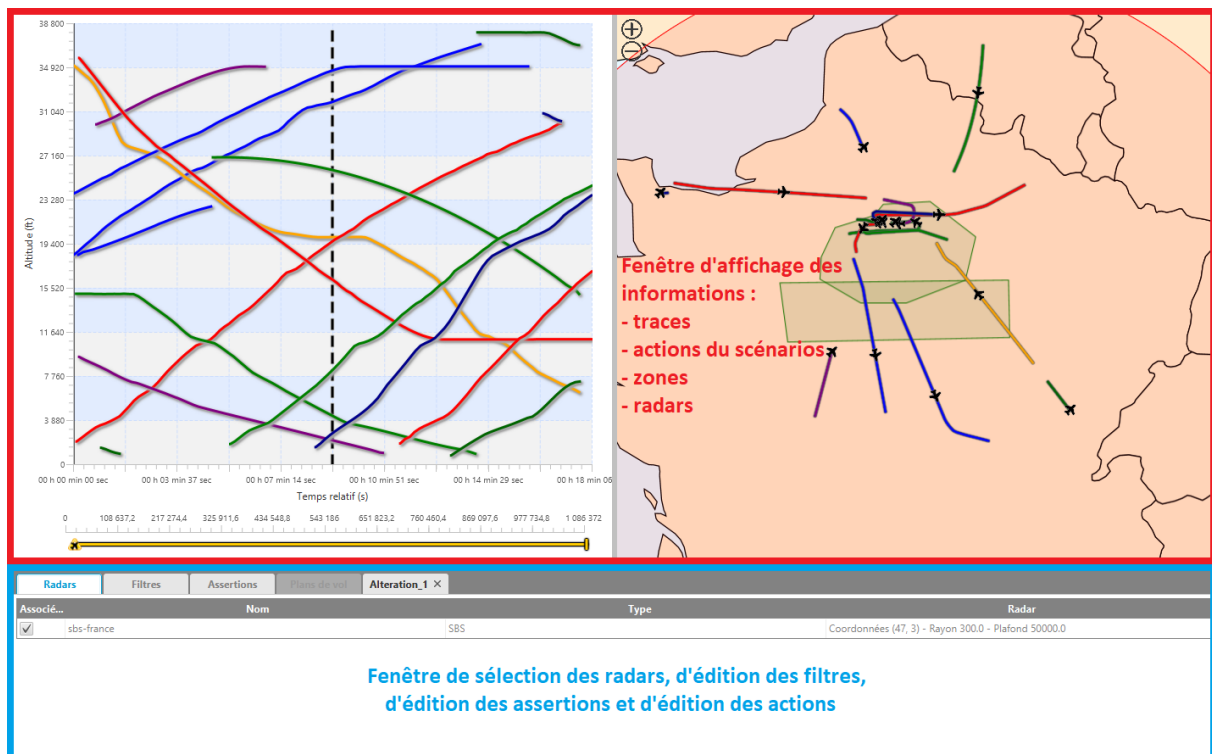 38 800
34 920
31 040
27 160
23 280
19 400
15 520
11 640
7 760
3 880
0
Altitude (ft)
00 h 00 min 00 sec
00 h 03 min 37 sec
00 h 07 min 14 sec
00 h 10 min 51 sec
00 h 14 min 29 sec
00 h 18 min 06
Temps relatif (s)
0
108 637,2
217 274,4
325 911,6
434 548,8
543 186
651 823,2
760 460,4
869 097,6
977 734,8
1 086 372
Fenêtre d'affichage des
informations :
- traces
- actions du scénarios
- zones
- radars
Radars
Filtres
Assertions
Plans de vol
Alteration_1 ×
Associé...
Nom
Type
Radar
sbs-france
SBS
Coordonnées (47, 3) - Rayon 300.0 - Plafond 50000.0
Fenêtre de sélection des radars, d'édition des filtres,
d'édition des assertions et d'édition des actions